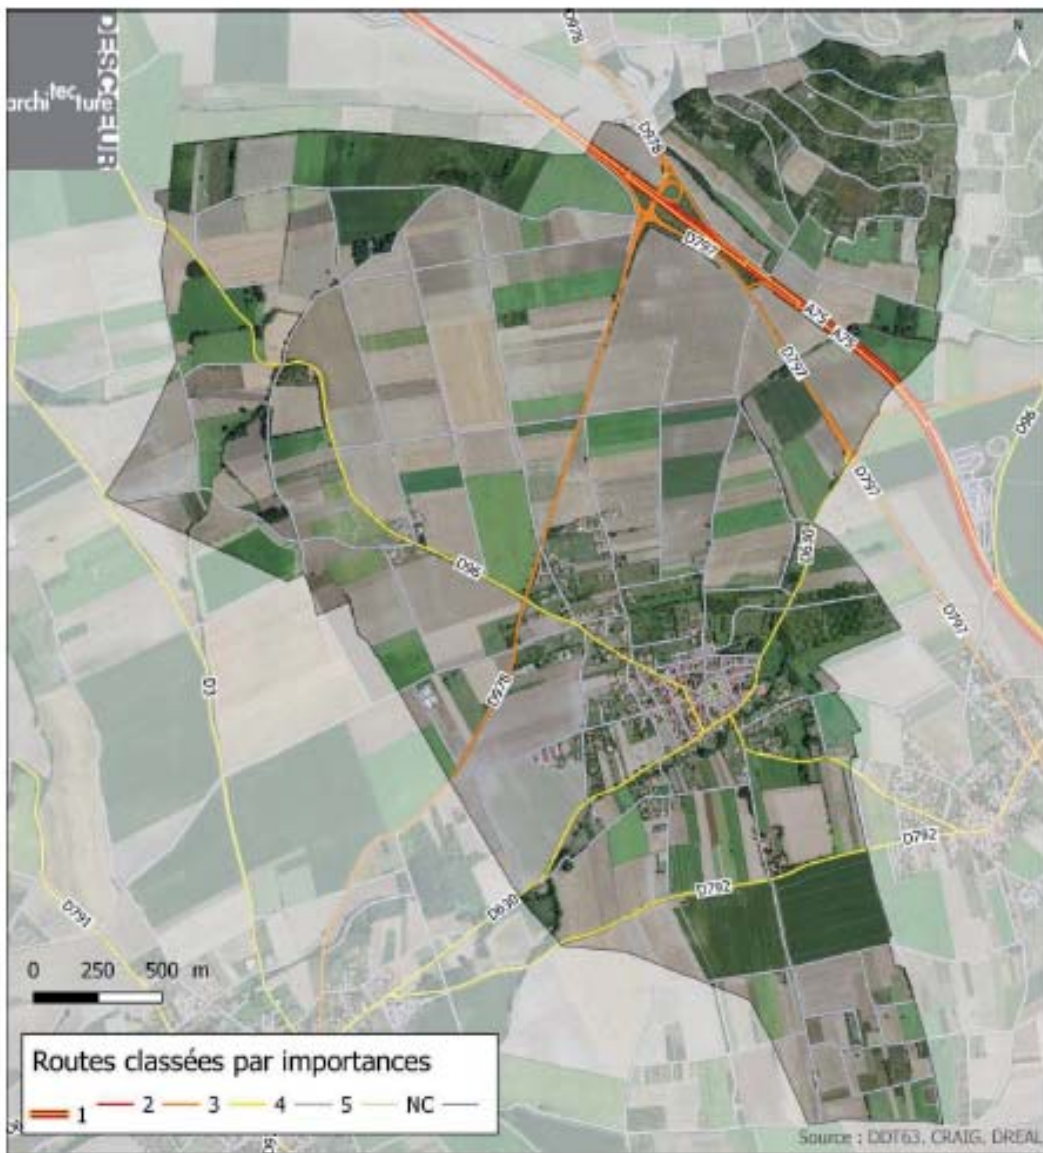 DESCŒUR
architecture
D978
N
D978
D797
A75
A75
D797
D96
D797
D630
D96
D797
D3
D978
D792
D792
D630
D791
0 250 500 m
Routes classées par importances
1 2 3 4 5 NC
Source : DDT63, CRAIG, DREAL